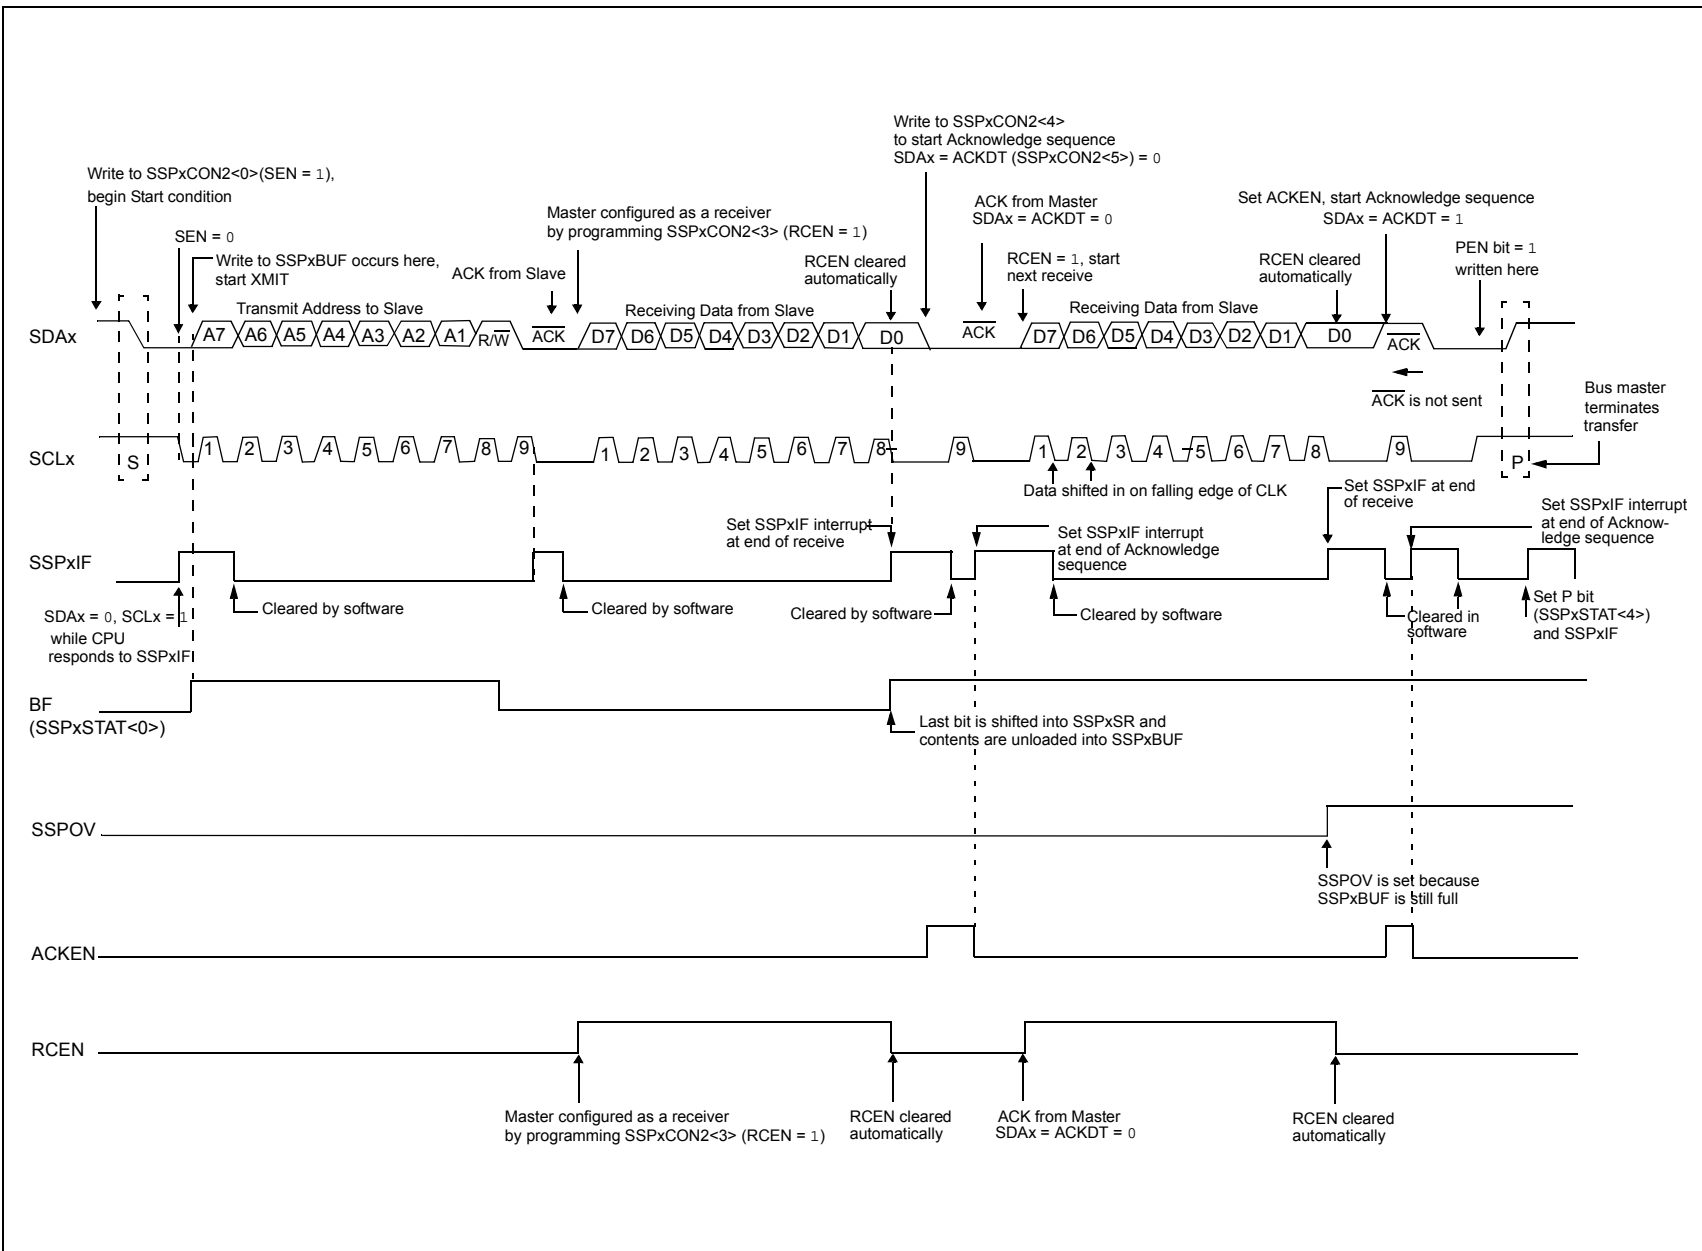 Write to SSPxCON2<4>
to start Acknowledge sequence
SDAx = ACKDT (SSPxCON2<5>) = 0
Write to SSPxCON2<0>(SEN = 1),
begin Start condition
Master configured as a receiver
by programming SSPxCON2<3> (RCEN = 1)
ACK from Master
SDAx = ACKDT = 0
Set ACKEN, start Acknowledge sequence
SDAx = ACKDT = 1
SEN = 0
Write to SSPxBUF occurs here,
start XMIT
ACK from Slave
RCEN cleared
automatically
RCEN = 1, start
next receive
RCEN cleared
automatically
PEN bit = 1
written here
Transmit Address to Slave
Receiving Data from Slave
Receiving Data from Slave
SDAx
A7 A6 A5 A4 A3 A2 A1 R/W ACK D7 D6 D5 D4 D3 D2 D1 D0 ACK D7 D6 D5 D4 D3 D2 D1 D0 ACK
ACK is not sent
Bus master
terminates
transfer
SCLx
S 1 2 3 4 5 6 7 8 9 1 2 3 4 5 6 7 8 9 1 2 3 4 5 6 7 8 9 P
Data shifted in on falling edge of CLK
Set SSPxIF at end
of receive
Set SSPxIF interrupt
at end of receive
Set SSPxIF interrupt
at end of Acknowledge
sequence
Set SSPxIF interrupt
at end of Acknow-
ledge sequence
SSPxIF
SDAx = 0, SCLx = 1
while CPU
responds to SSPxIF
Cleared by software
Cleared by software
Cleared by software
Cleared by software
Cleared in
software
Set P bit
(SSPxSTAT<4>)
and SSPxIF
BF
(SSPxSTAT<0>)
Last bit is shifted into SSPxSR and
contents are unloaded into SSPxBUF
SSPOV
SSPOV is set because
SSPxBUF is still full
ACKEN
RCEN
Master configured as a receiver
by programming SSPxCON2<3> (RCEN = 1)
RCEN cleared
automatically
ACK from Master
SDAx = ACKDT = 0
RCEN cleared
automatically